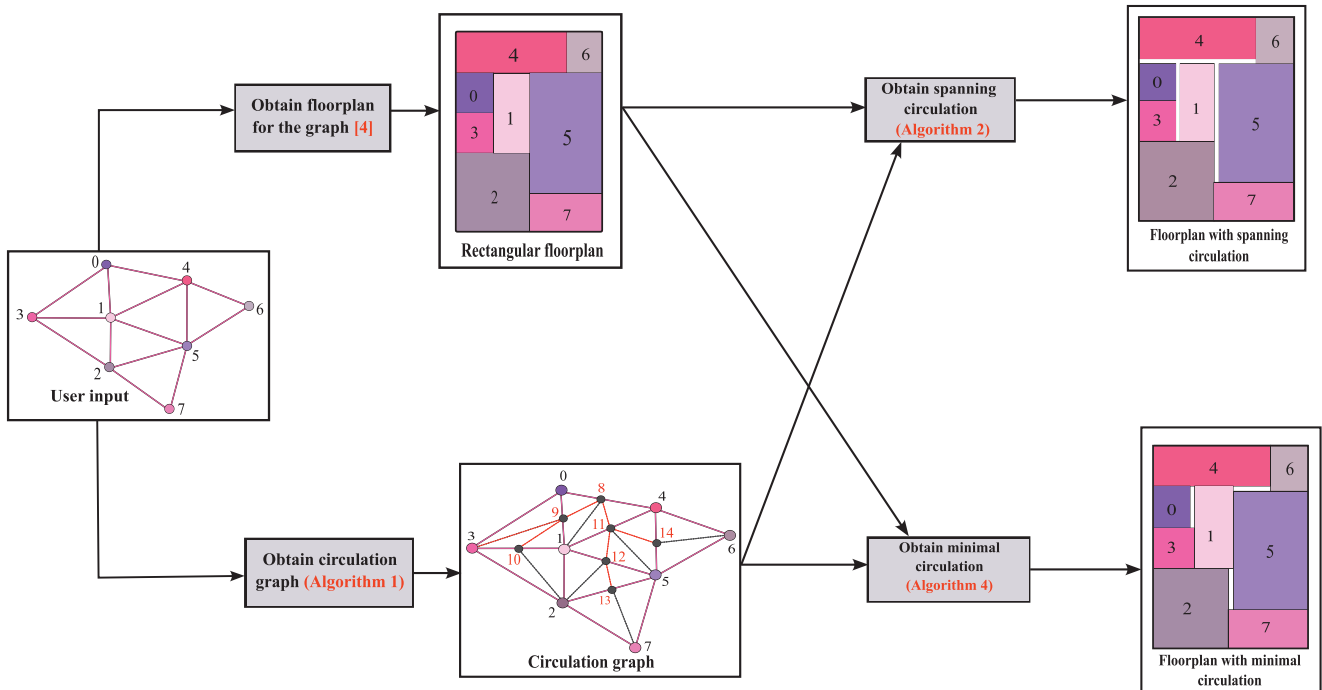 Obtain floorplan
for the graph [4]
4
6
0
1
3
5
2
7
Rectangular floorplan
Obtain spanning
circulation
(Algorithm 2)
4
6
0
1
3
5
2
7
Floorplan with spanning
circulation
0
4
1
3
6
5
2
7
User input
Obtain circulation
graph (Algorithm 1)
0
8
4
9
11
14
3
1
6
10
12
5
13
2
7
Circulation graph
Obtain minimal
circulation
(Algorithm 4)
4
6
0
1
3
5
2
7
Floorplan with minimal
circulation